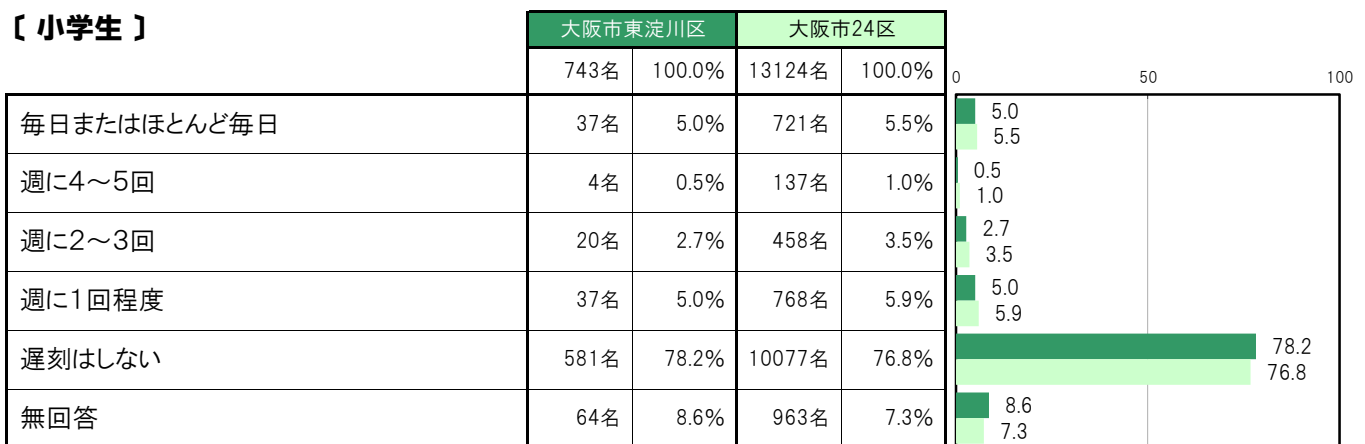 〔 小学生 〕
大阪市東淀川区 大阪市24区
743名 100.0% 13124名 100.0%
0 50 100
毎日またはほとんど毎日 37名 5.0% 721名 5.5%
5.0
5.5
週に4～5回 4名 0.5% 137名 1.0%
0.5
1.0
週に2～3回 20名 2.7% 458名 3.5%
2.7
3.5
週に1回程度 37名 5.0% 768名 5.9%
5.0
5.9
遅刻はしない 581名 78.2% 10077名 76.8%
78.2
76.8
無回答 64名 8.6% 963名 7.3%
8.6
7.3